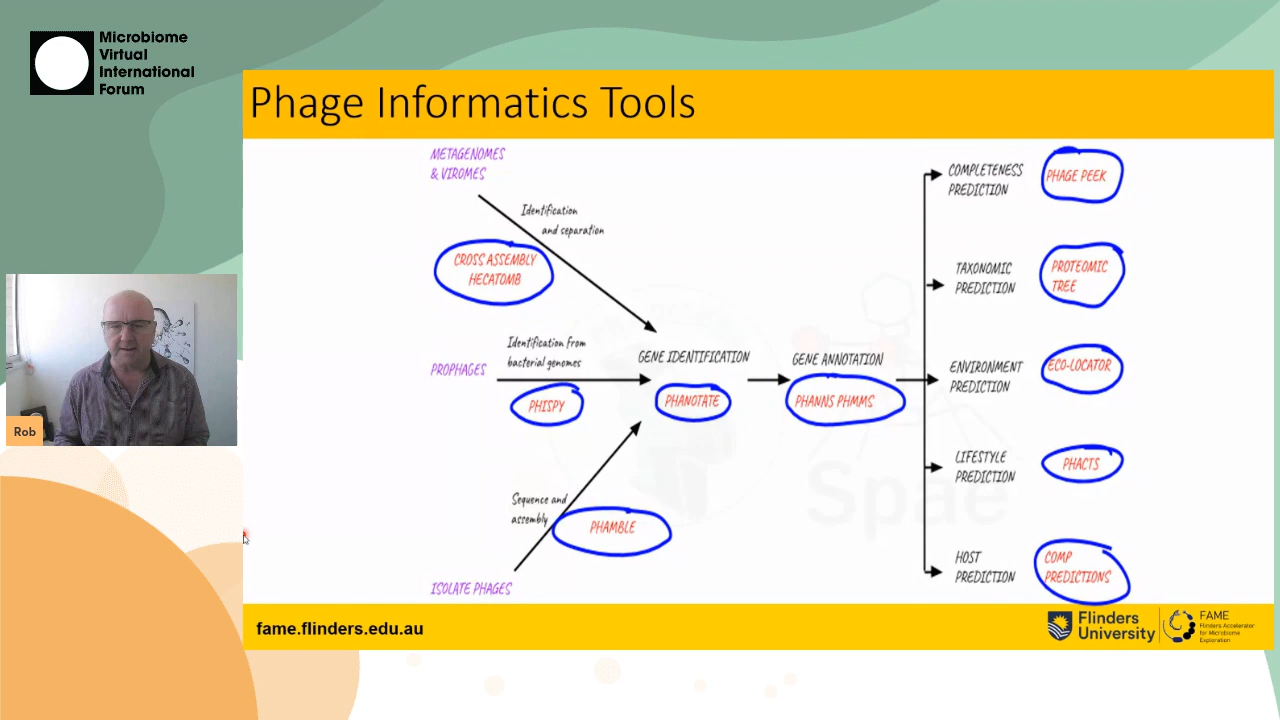 Microbiome
Virtual
International
Forum
Phage Informatics Tools
METAGENOMES
& VIROMES
Identification
and separation
CROSS ASSEMBLY
HECATOMB
PROPHAGES
Identification from
bacterial genomes
PHISPY
GENE IDENTIFICATION
PHANOTATE
GENE ANNOTATION
PHANNS PHMMS
Sequence and
assembly
PHAMBLE
ISOLATE PHAGES
COMPLETENESS
PREDICTION
PHAGE PEEK
TAXONOMIC
PREDICTION
PROTEOMIC
TREE
ENVIRONMENT
PREDICTION
ECO-LOCATOR
LIFESTYLE
PREDICTION
PHACTS
HOST
PREDICTION
COMP
PREDICTIONS
Spae
Rob
fame.flinders.edu.au
Flinders
University
FAME
Flinders Accelerator
for Microbiome
Exploration